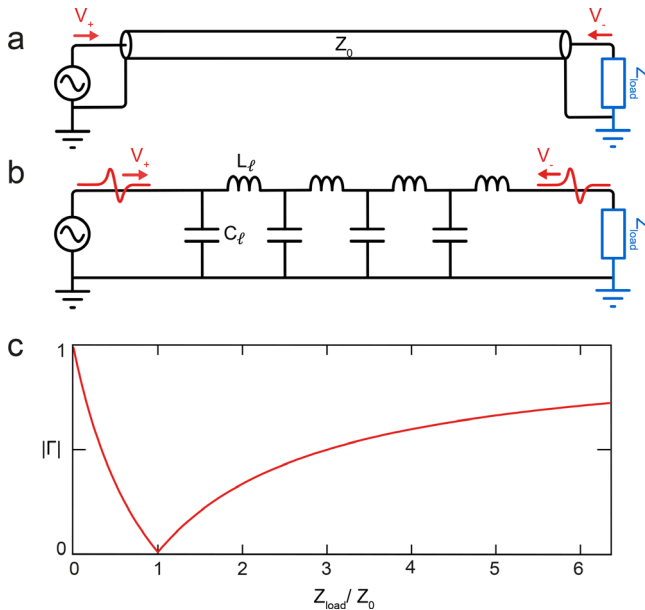 a
V+
Z0
V-
Zload
b
V+
Lℓ
V-
Cℓ
Zload
c
1
|Γ|
0
0 1 2 3 4 5 6
Zload/ Z0